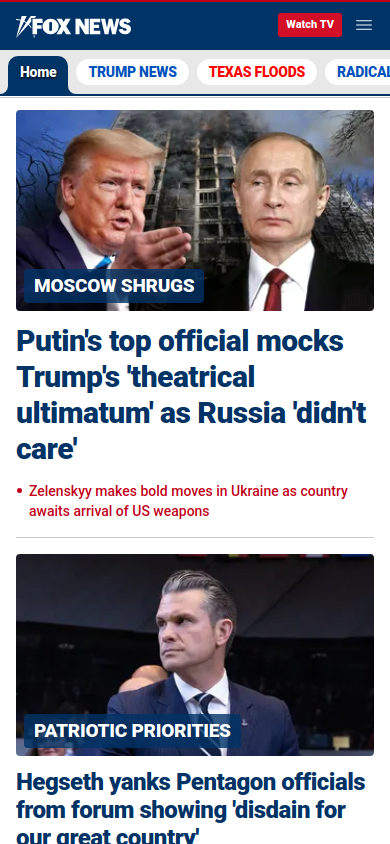 FOX NEWS
Watch TV
Home
TRUMP NEWS
TEXAS FLOODS
RADICAL
MOSCOW SHRUGS
Putin's top official mocks
Trump's 'theatrical
ultimatum' as Russia 'didn't
care'
• Zelenskyy makes bold moves in Ukraine as country
awaits arrival of US weapons
PATRIOTIC PRIORITIES
Hegseth yanks Pentagon officials
from forum showing 'disdain for
our great country'